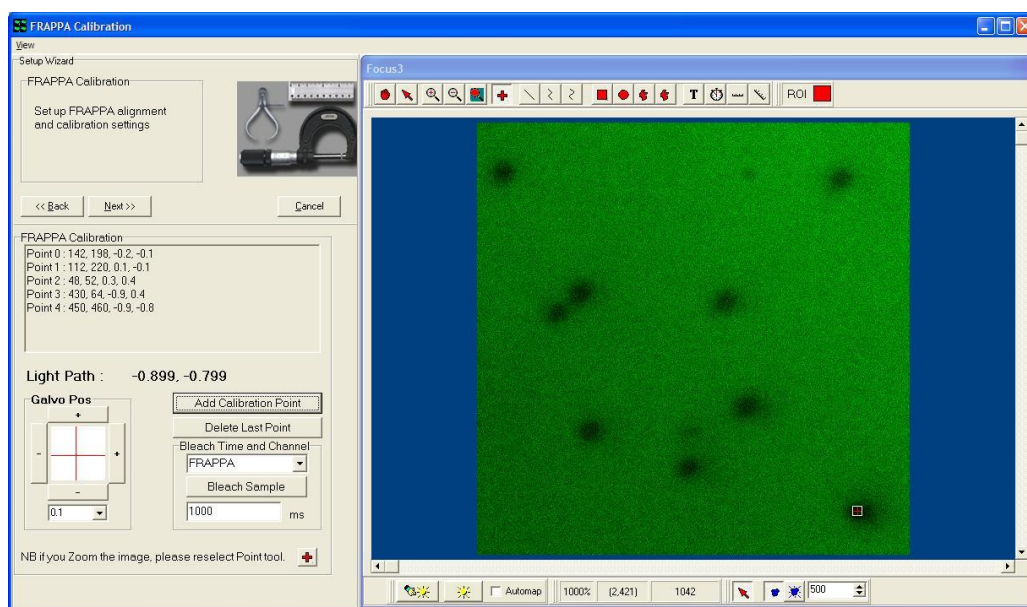 FRAPPA Calibration
View
Setup Wizard
FRAPPA Calibration
Set up FRAPPA alignment
and calibration settings
<< Back
Next >>
Cancel
FRAPPA Calibration
Point 0 : 142, 198, -0.2, -0.1
Point 1 : 112, 220, 0.1, -0.1
Point 2 : 48, 52, 0.3, 0.4
Point 3 : 430, 64, -0.9, 0.4
Point 4 : 450, 460, -0.9, -0.8
Light Path : -0.899, -0.799
Galvo Pos
+
-
+
-
0.1
Add Calibration Point
Delete Last Point
Bleach Time and Channel
FRAPPA
Bleach Sample
1000 ms
NB if you Zoom the image, please reselect Point tool.
Focus3
T
ROI
Automap
1000%
(2,421)
1042
500